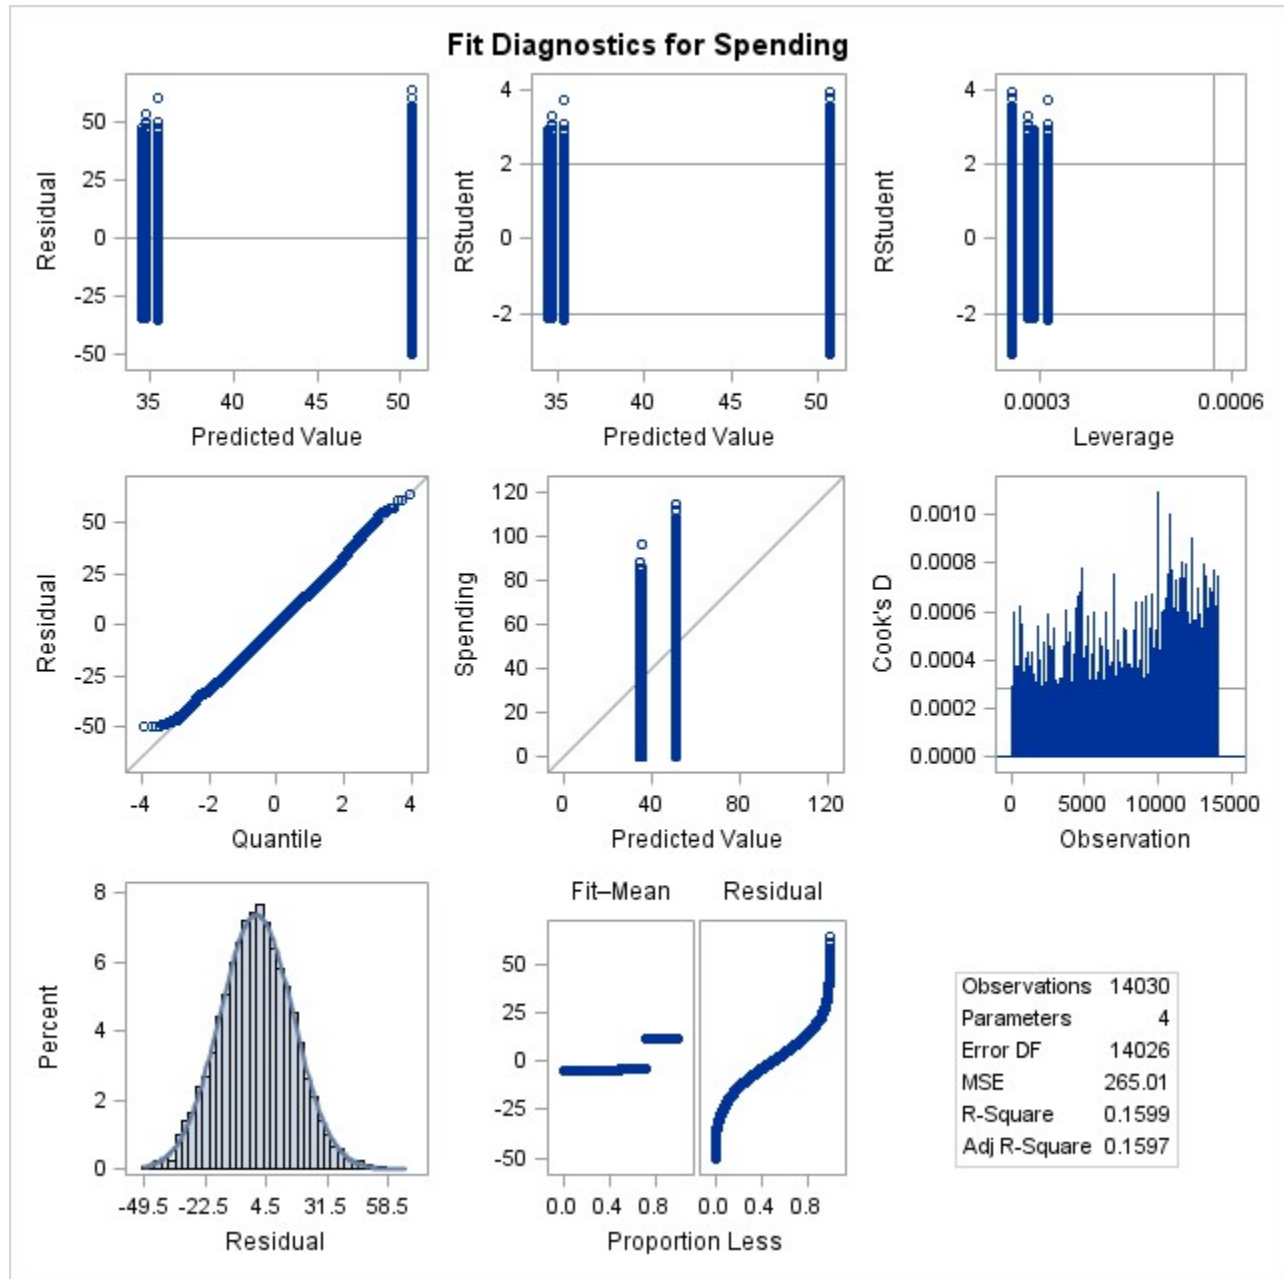 Fit Diagnostics for Spending
50
25
0
-25
-50
Residual
35 40 45 50
Predicted Value
4
2
0
-2
RStudent
35 40 45 50
Predicted Value
4
2
0
-2
RStudent
0.0003 0.0006
Leverage
50
25
0
-25
-50
Residual
-4 -2 0 2 4
Quantile
120
100
80
60
40
20
0
Spending
0 40 80 120
Predicted Value
0.0010
0.0008
0.0006
0.0004
0.0002
0.0000
Cook's D
0 5000 10000 15000
Observation
8
6
4
2
0
Percent
-49.5 -22.5 4.5 31.5 58.5
Residual
Fit–Mean Residual
50
25
0
-25
-50
0.0 0.4 0.8 0.0 0.4 0.8
Proportion Less
Observations 14030
Parameters 4
Error DF 14026
MSE 265.01
R-Square 0.1599
Adj R-Square 0.1597